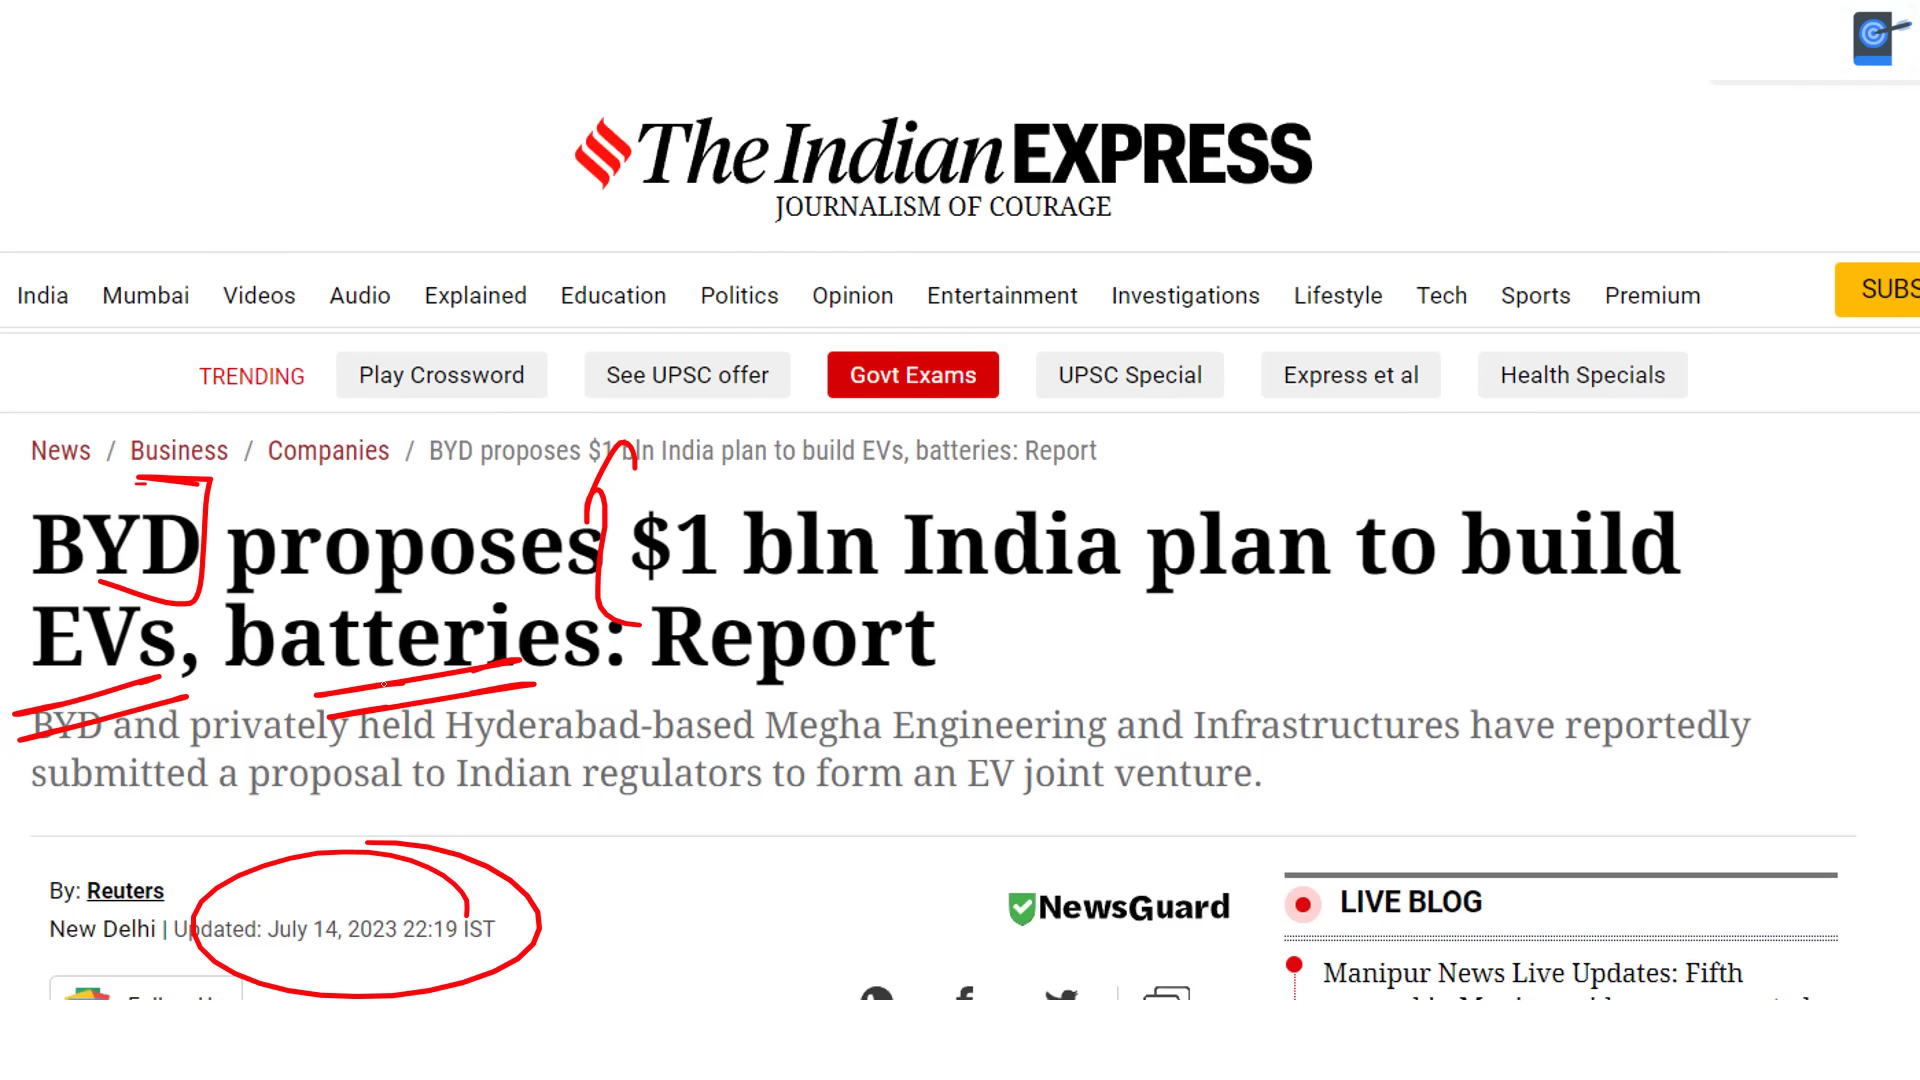 The Indian EXPRESS
JOURNALISM OF COURAGE
India Mumbai Videos Audio Explained Education Politics Opinion Entertainment Investigations Lifestyle Tech Sports Premium
TRENDING Play Crossword See UPSC offer Govt Exams UPSC Special Express et al Health Specials
News / Business / Companies / BYD proposes $1 bln India plan to build EVs, batteries: Report
BYD proposes $1 bln India plan to build
EVs, batteries: Report
BYD and privately held Hyderabad-based Megha Engineering and Infrastructures have reportedly
submitted a proposal to Indian regulators to form an EV joint venture.
By: Reuters
New Delhi | Updated: July 14, 2023 22:19 IST
NewsGuard
LIVE BLOG
Manipur News Live Updates: Fifth